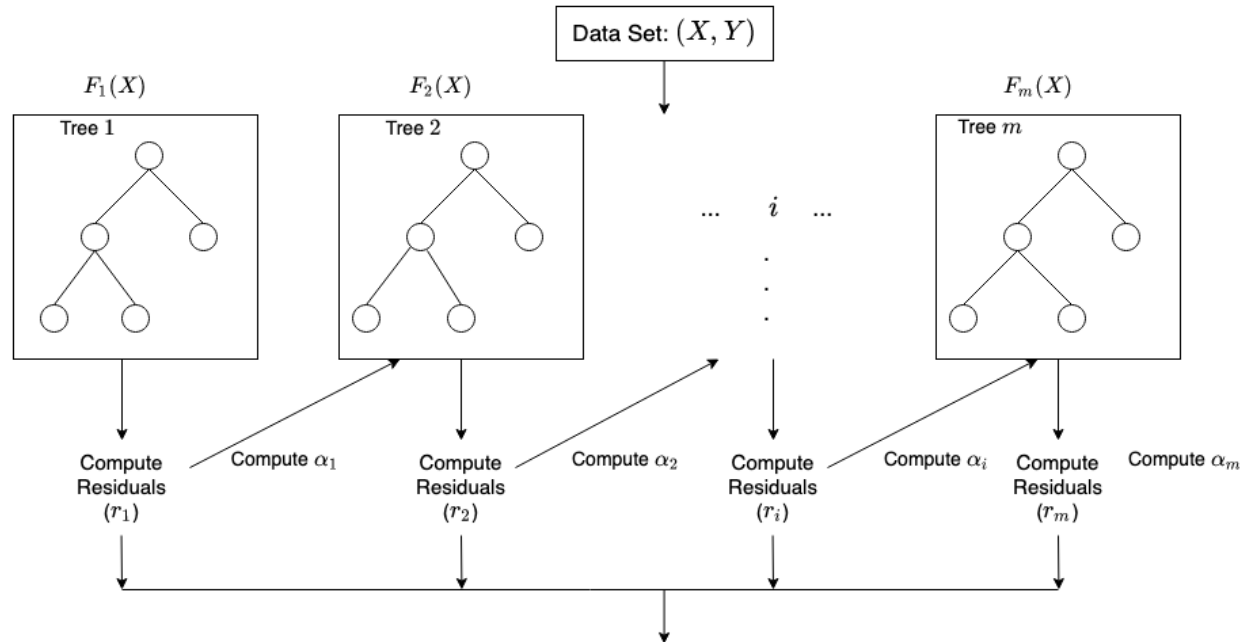 Data Set: (X, Y)
F₁(X)
F₂(X)
Fₘ(X)
Tree 1
Tree 2
Tree m
... i ...
.
.
.
Compute
Residuals
(r₁)
Compute α₁
Compute
Residuals
(r₂)
Compute α₂
Compute
Residuals
(rᵢ)
Compute αᵢ
Compute
Residuals
(rₘ)
Compute αₘ